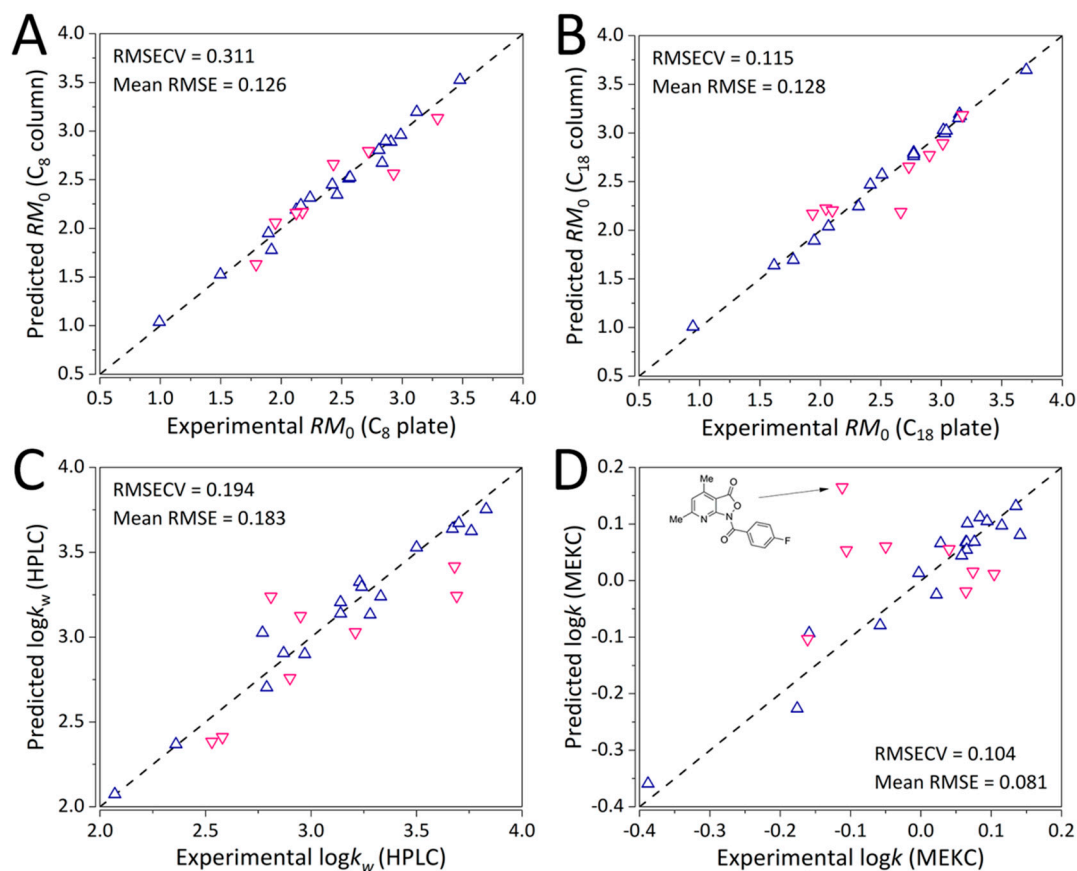 A
RMSECV = 0.311
Mean RMSE = 0.126
Predicted RM₀ (C₈ column)
4.0
3.5
3.0
2.5
2.0
1.5
1.0
0.5
0.5 1.0 1.5 2.0 2.5 3.0 3.5 4.0
Experimental RM₀ (C₈ plate)
B
RMSECV = 0.115
Mean RMSE = 0.128
Predicted RM₀ (C₁₈ column)
4.0
3.5
3.0
2.5
2.0
1.5
1.0
0.5
0.5 1.0 1.5 2.0 2.5 3.0 3.5 4.0
Experimental RM₀ (C₁₈ plate)
C
RMSECV = 0.194
Mean RMSE = 0.183
Predicted logk_w (HPLC)
4.0
3.5
3.0
2.5
2.0
2.0 2.5 3.0 3.5 4.0
Experimental logk_w (HPLC)
D
Me
O
O
Me
N
N
O
F
RMSECV = 0.104
Mean RMSE = 0.081
Predicted logk (MEKC)
0.2
0.1
0.0
-0.1
-0.2
-0.3
-0.4
-0.4 -0.3 -0.2 -0.1 0.0 0.1 0.2
Experimental logk (MEKC)